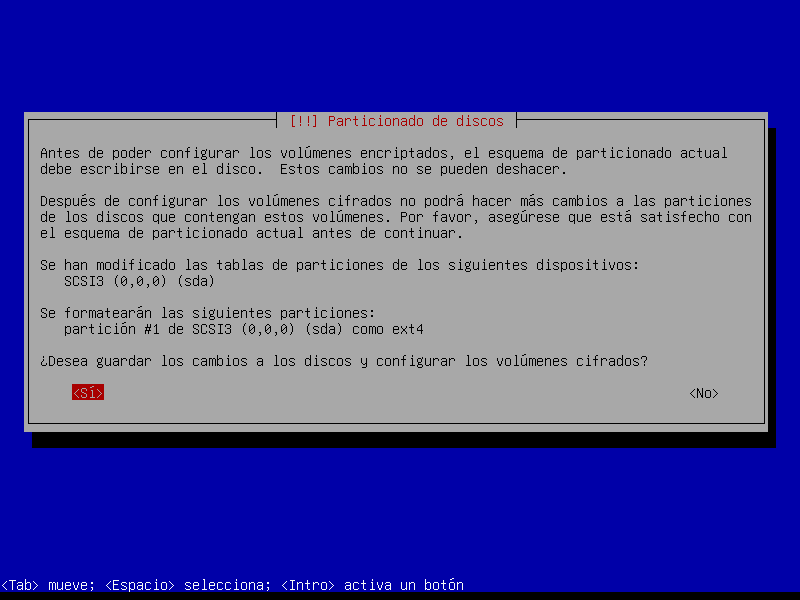 [!!] Particionado de discos
Antes de poder configurar los volúmenes encriptados, el esquema de particionado actual
debe escribirse en el disco.  Estos cambios no se pueden deshacer.
Después de configurar los volúmenes cifrados no podrá hacer más cambios a las particiones
de los discos que contengan estos volúmenes. Por favor, asegúrese que está satisfecho con
el esquema de particionado actual antes de continuar.
Se han modificado las tablas de particiones de los siguientes dispositivos:
SCSI3 (0,0,0) (sda)
Se formatearán las siguientes particiones:
partición #1 de SCSI3 (0,0,0) (sda) como ext4
¿Desea guardar los cambios a los discos y configurar los volúmenes cifrados?
<Sí> <No>
<Tab> mueve; <Espacio> selecciona; <Intro> activa un botón